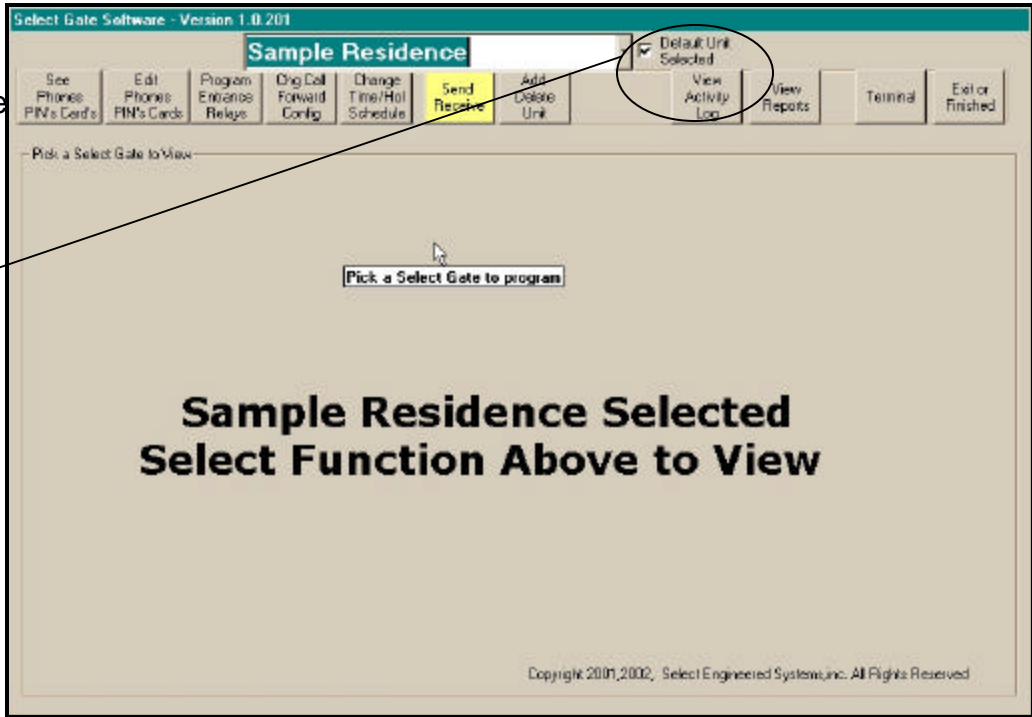 Select Gate Software - Version 1.0.201
Sample Residence
Default Unit
Selected
See
Phones
PIN's Card's
Edit
Phones
PIN's Cards
Program
Entrance
Relays
Chg Call
Forward
Config
Change
Time/Hol
Schedule
Send
Receive
Add
Delete
Unit
View
Activity
Log
View
Reports
Terminal
Exit or
Finished
e
Pick a Select Gate to View
Pick a Select Gate to program
Sample Residence Selected
Select Function Above to View
Copyright 2001,2002, Select Engineered Systems,inc. All Rights Reserved